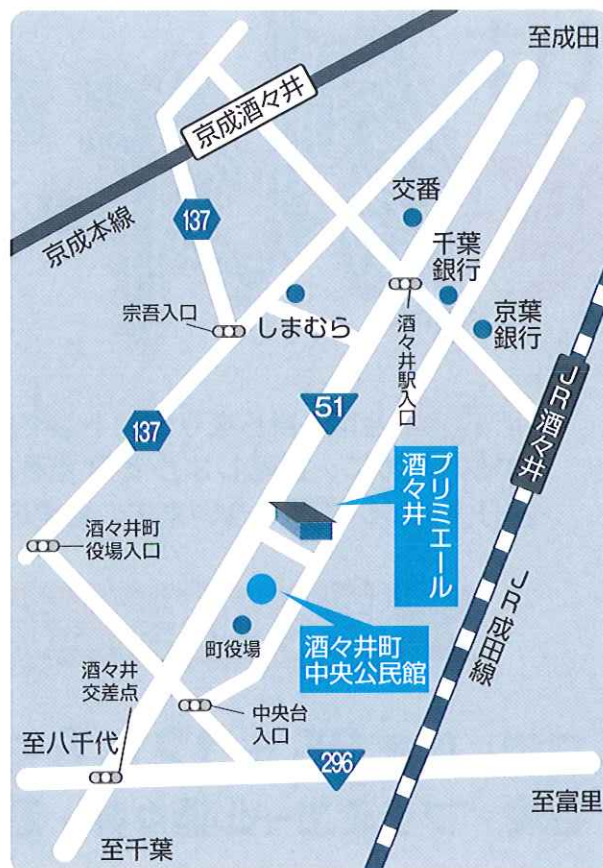 至成田
京成酒々井
京成本線
137
交番
千葉
銀行
京葉
銀行
宗吾入口
しまむら
酒々井駅入口
JR酒々井
51
137
プリミエール
酒々井
酒々井町
役場入口
JR成田線
町役場
酒々井町
中央公民館
酒々井
交差点
中央台
入口
至八千代
296
至富里
至千葉